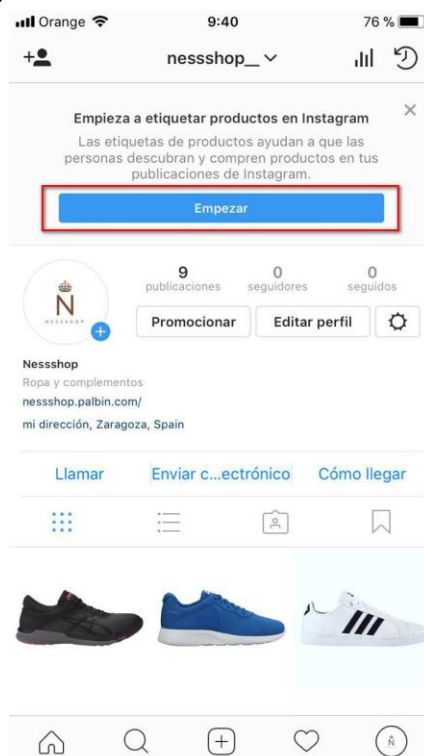 Orange 9:40 76 %
nessshop_
Empieza a etiquetar productos en Instagram
Las etiquetas de productos ayudan a que las
personas descubran y compren productos en tus
publicaciones de Instagram.
Empezar
9 0 0
publicaciones seguidores seguidos
Promocionar Editar perfil
N
NESSSHOP
Nessshop
Ropa y complementos
nessshop.palbin.com/
mi dirección, Zaragoza, Spain
Llamar Enviar c...ectrónico Cómo llegar
N